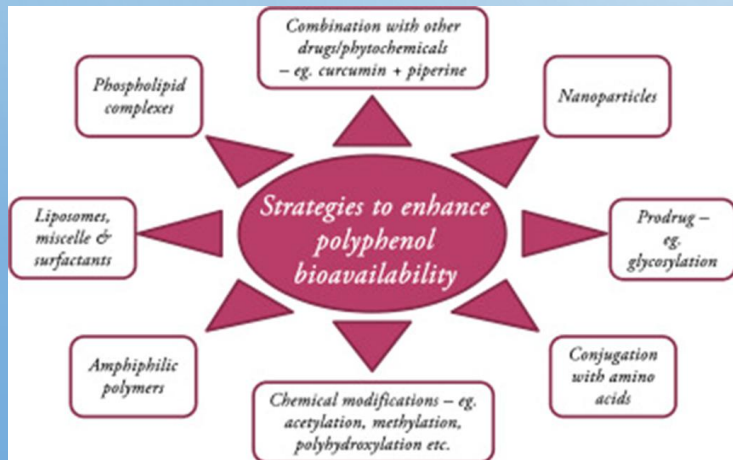 Combination with other
drugs/phytochemicals
– eg. curcumin + piperine
Phospholipid
complexes
Nanoparticles
Strategies to enhance
polyphenol
bioavailability
Liposomes,
miscelle &
surfactants
Prodrug –
eg.
glycosylation
Amphiphilic
polymers
Conjugation
with amino
acids
Chemical modifications – eg.
acetylation, methylation,
polyhydroxylation etc.